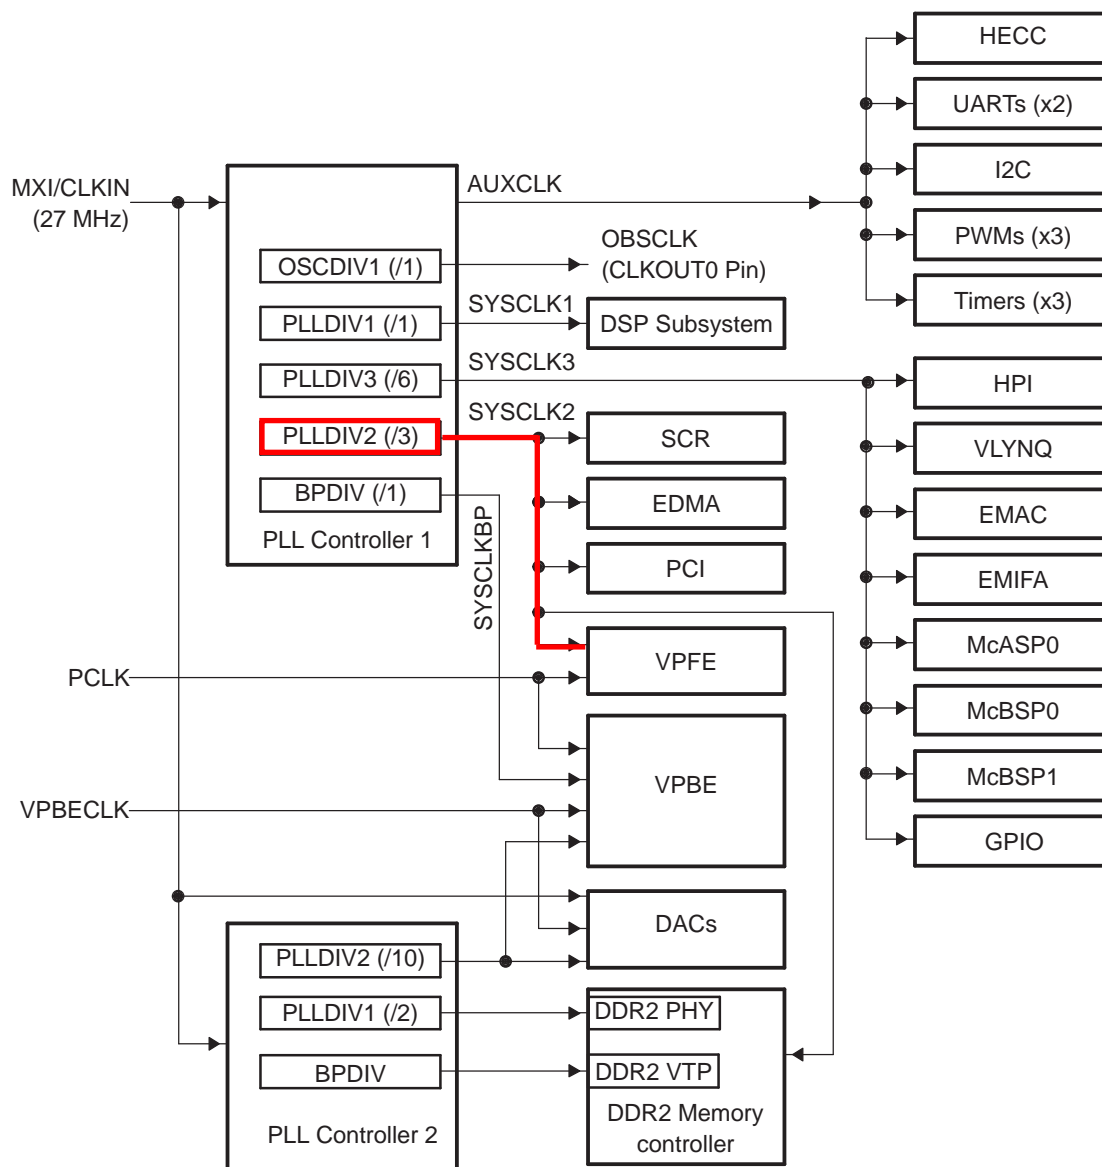 HECC
UARTs (x2)
I2C
PWMs (x3)
Timers (x3)
MXI/CLKIN
(27 MHz)
AUXCLK
OBSCLK
(CLKOUT0 Pin)
OSCDIV1 (/1)
SYSCLK1
PLLDIV1 (/1)
DSP Subsystem
SYSCLK3
PLLDIV3 (/6)
HPI
SYSCLK2
PLLDIV2 (/3)
SCR
VLYNQ
BPDIV (/1)
EDMA
EMAC
PLL Controller 1
SYSCLKBP
PCI
EMIFA
VPFE
McASP0
PCLK
McBSP0
VPBE
McBSP1
VPBECLK
GPIO
DACs
PLLDIV2 (/10)
PLLDIV1 (/2)
DDR2 PHY
BPDIV
DDR2 VTP
PLL Controller 2
DDR2 Memory
controller